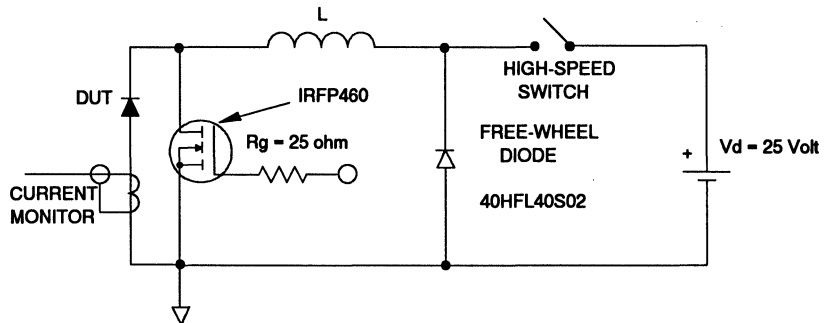 L
HIGH-SPEED
SWITCH
DUT
IRFP460
Rg = 25 ohm
FREE-WHEEL
DIODE
40HFL40S02
+
Vd = 25 Volt
CURRENT
MONITOR